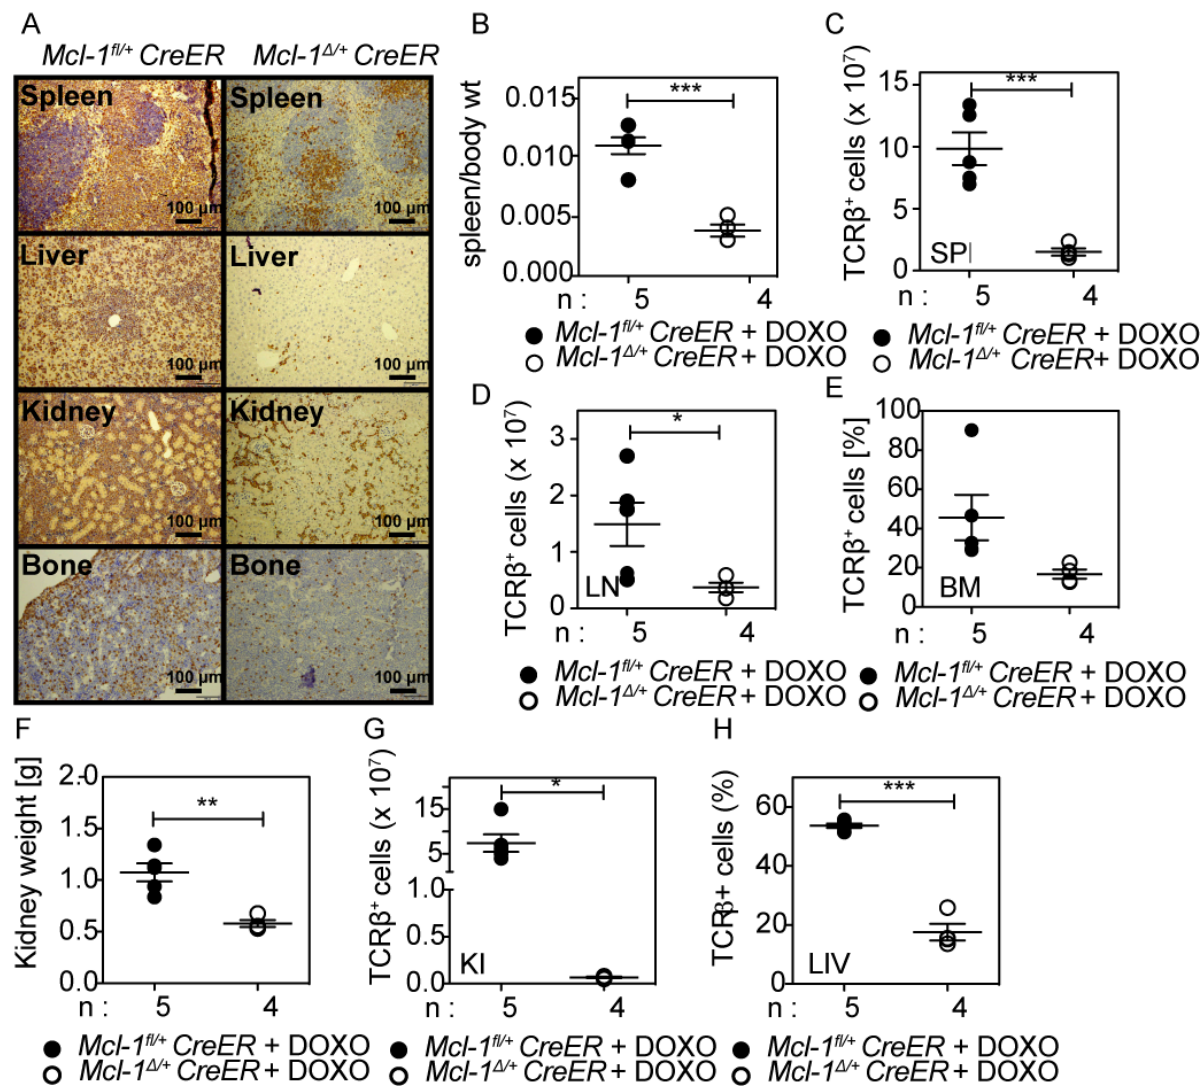 A
Mcl-1fl/+ CreER Mcl-1Δ/+ CreER
Spleen Spleen
100 µm 100 µm
Liver Liver
100 µm 100 µm
Kidney Kidney
100 µm 100 µm
Bone Bone
100 µm 100 µm
B
spleen/body wt
0.015
0.010
0.005
0.000
***
n : 5 4
Mcl-1fl/+ CreER + DOXO
Mcl-1Δ/+ CreER + DOXO
C
TCRβ+ cells (x 10⁷)
15
10
5
0
***
SPl
n : 5 4
Mcl-1fl/+ CreER + DOXO
Mcl-1Δ/+ CreER+ DOXO
D
TCRβ+ cells (x 10⁷)
3
2
1
0
*
LN
n : 5 4
Mcl-1fl/+ CreER + DOXO
Mcl-1Δ/+ CreER + DOXO
E
TCRβ+ cells [%]
100
80
60
40
20
0
BM
n : 5 4
Mcl-1fl/+ CreER + DOXO
Mcl-1Δ/+ CreER + DOXO
F
Kidney weight [g]
2.0
1.5
1.0
0.5
0.0
**
n : 5 4
Mcl-1fl/+ CreER + DOXO
Mcl-1Δ/+ CreER + DOXO
G
TCRβ+ cells (x 10⁷)
15
5
1.0
0.5
0.0
*
KI
n : 5 4
Mcl-1fl/+ CreER + DOXO
Mcl-1Δ/+ CreER + DOXO
H
TCRβ+ cells (%)
60
40
20
0
***
LIV
n : 5 4
Mcl-1fl/+ CreER + DOXO
Mcl-1Δ/+ CreER + DOXO